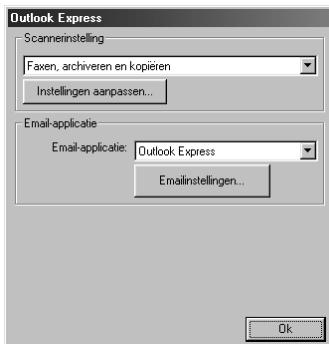 Outlook Express
Scannerinstelling
Faxen, archiveren en kopiëren
Instellingen aanpassen...
Email-applicatie
Email-applicatie: Outlook Express
Emailinstellingen...
Ok